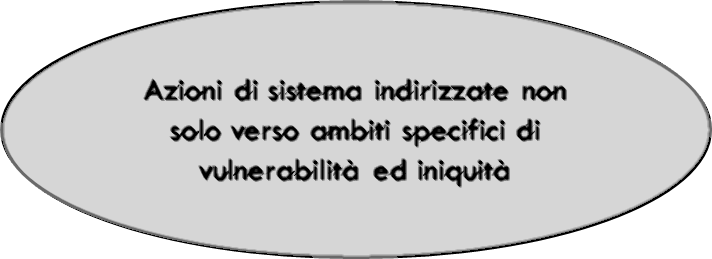 Azioni di sistema indirizzate non
solo verso ambiti specifici di
vulnerabilità ed iniquità